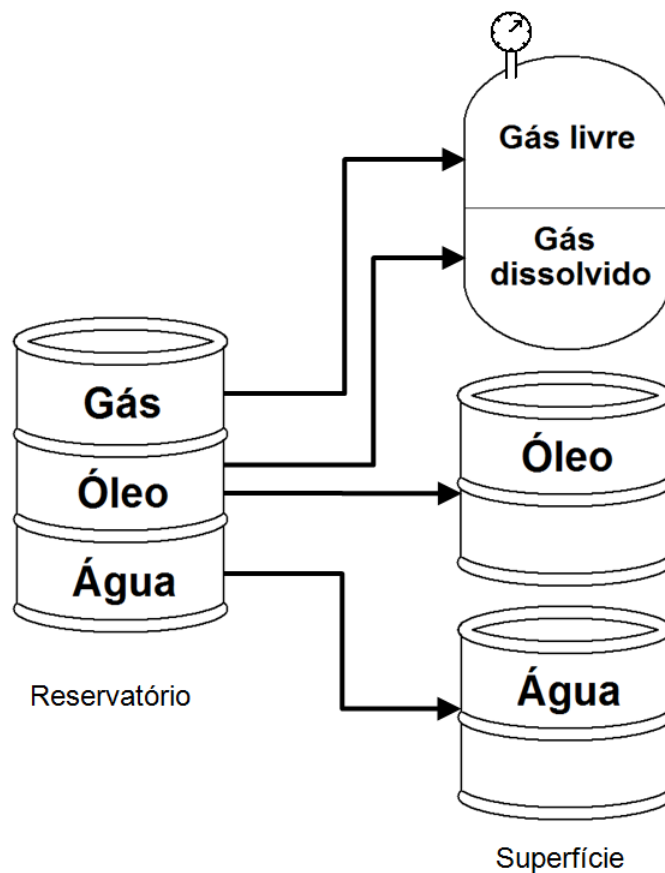 Gás livre
Gás
dissolvido
Gás
Óleo
Água
Reservatório
Óleo
Água
Superfície